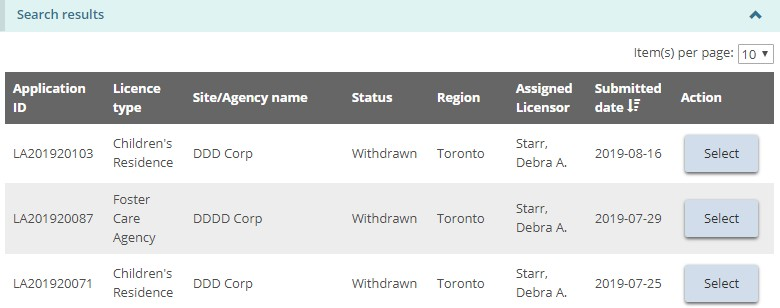 Search results
Item(s) per page: 10
Application ID Licence type Site/Agency name Status Region Assigned Licensor Submitted date Action
LA201920103 Children's Residence DDD Corp Withdrawn Toronto Starr, Debra A. 2019-08-16 Select
LA201920087 Foster Care Agency DDDD Corp Withdrawn Toronto Starr, Debra A. 2019-07-29 Select
LA201920071 Children's Residence DDD Corp Withdrawn Toronto Starr, Debra A. 2019-07-25 Select